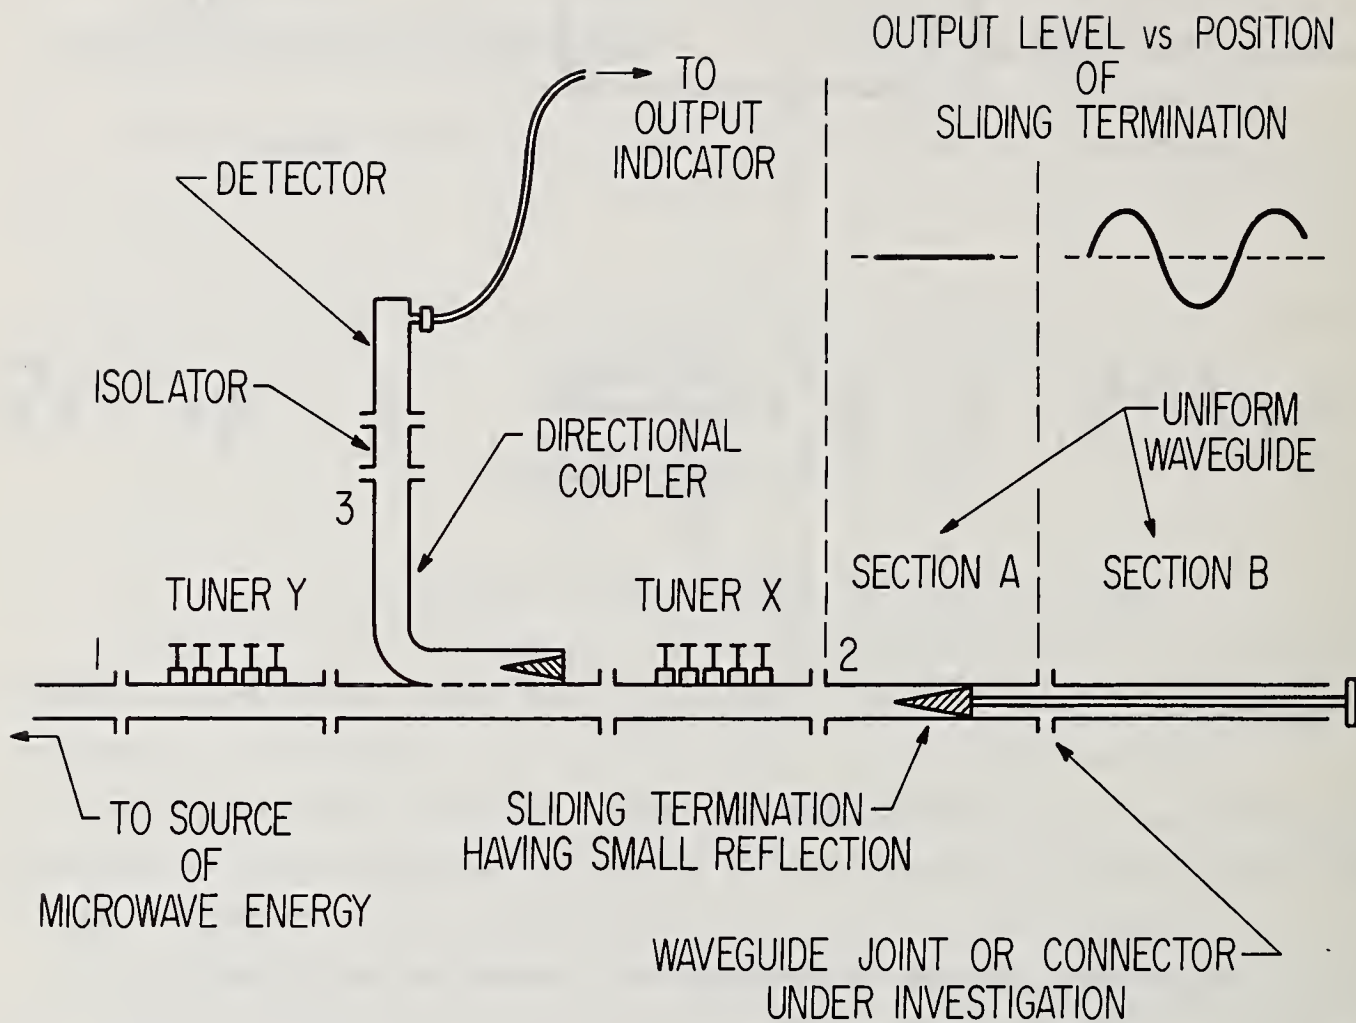 OUTPUT LEVEL vs POSITION
OF
SLIDING TERMINATION
TO
OUTPUT
INDICATOR
DETECTOR
ISOLATOR
DIRECTIONAL
COUPLER
UNIFORM
WAVEGUIDE
3
SECTION A
SECTION B
TUNER Y
TUNER X
1
2
TO SOURCE
OF
MICROWAVE ENERGY
SLIDING TERMINATION
HAVING SMALL REFLECTION
WAVEGUIDE JOINT OR CONNECTOR
UNDER INVESTIGATION